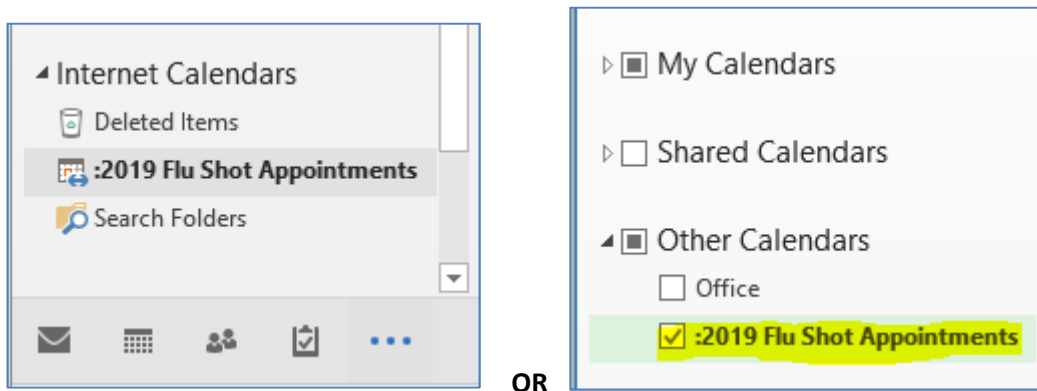 Internet Calendars
Deleted Items
:2019 Flu Shot Appointments
Search Folders
OR
My Calendars
Shared Calendars
Other Calendars
Office
:2019 Flu Shot Appointments